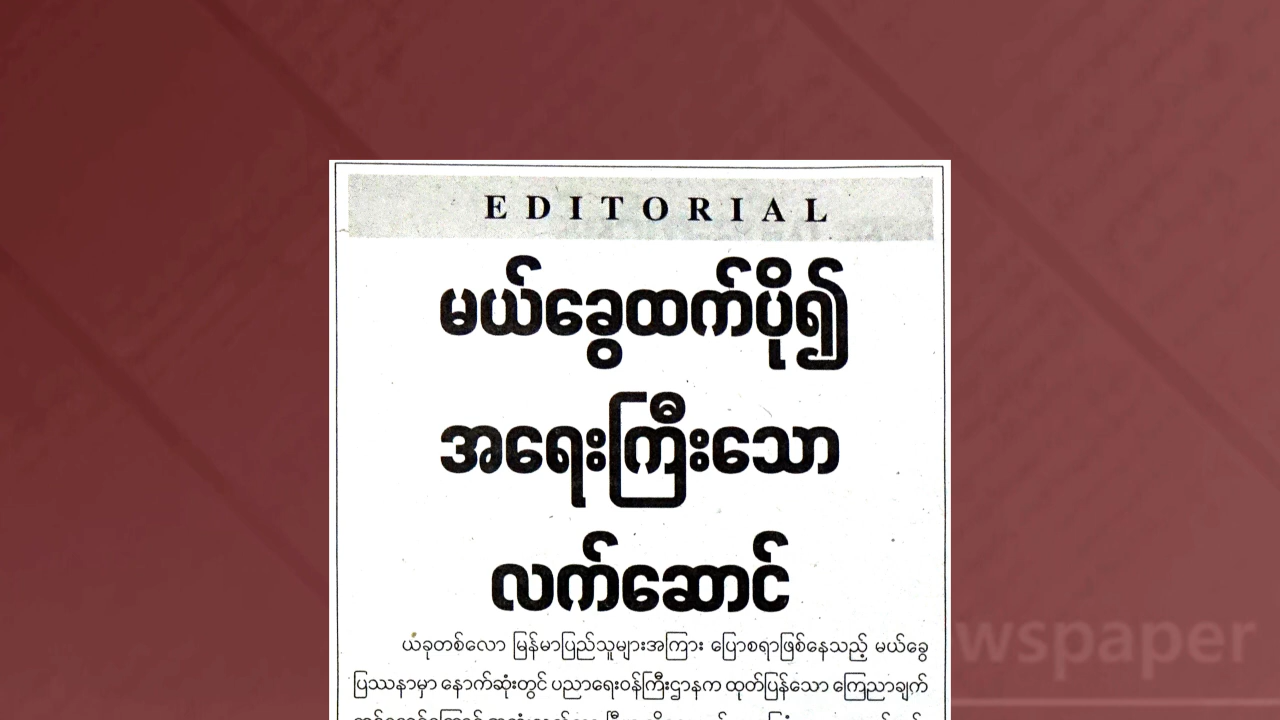 EDITORIAL
မယ်ခွေထက်ပို၍
အရေးကြီးသော
လက်ဆောင်
ယခုတစ်လော မြန်မာပြည်သူများအကြား ပြောစရာဖြစ်နေသည့် မယ်ခွေ
ပြဿနာမှာ နောက်ဆုံးတွင် ပညာရေးဝန်ကြီးဌာနက ထုတ်ပြန်သော ကြေညာချက်
wspaper